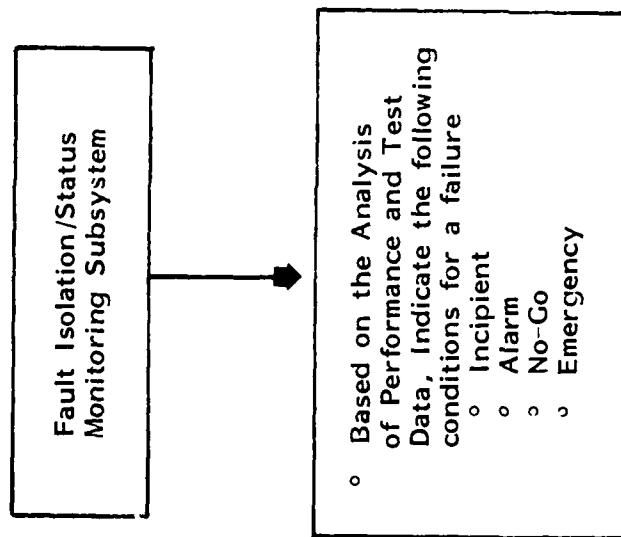 Fault Isolation/Status
Monitoring Subsystem
o Based on the Analysis
of Performance and Test
Data, Indicate the following
conditions for a failure
o Incipient
o Alarm
o No-Go
o Emergency